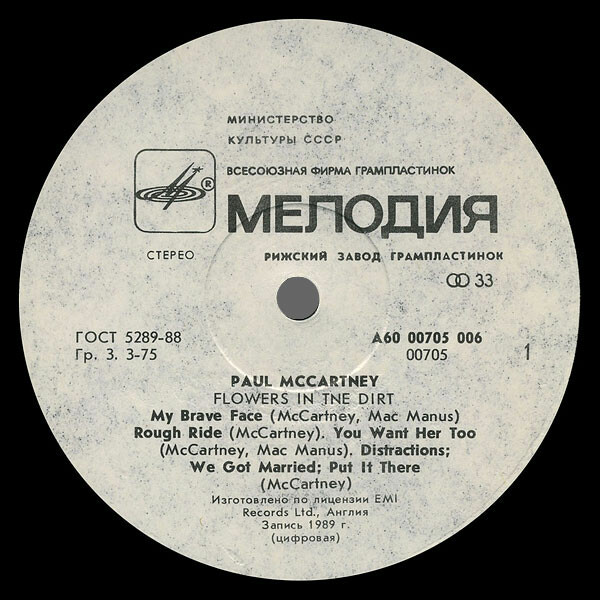 МИНИСТЕРСТВО
КУЛЬТУРЫ СССР
ВСЕСОЮЗНАЯ ФИРМА ГРАМПЛАСТИНОК
®
МЕЛОДИЯ
СТЕРЕО
РИЖСКИЙ ЗАВОД ГРАМПЛАСТИНОК
33
ГОСТ 5289-88
Гр. 3. 3-75
А60 00705 006
00705
1
PAUL MCCARTNEY
FLOWERS IN TNE DIRT
My Brave Face (McCartney, Mac Manus)
Rough Ride (McCartney). You Want Her Too
(McCartney, Mac Manus). Distractions;
We Got Married; Put It There
(McCartney)
Изготовлено по лицензии EMI
Records Ltd., Англия
Запись 1989 г.
(цифровая)